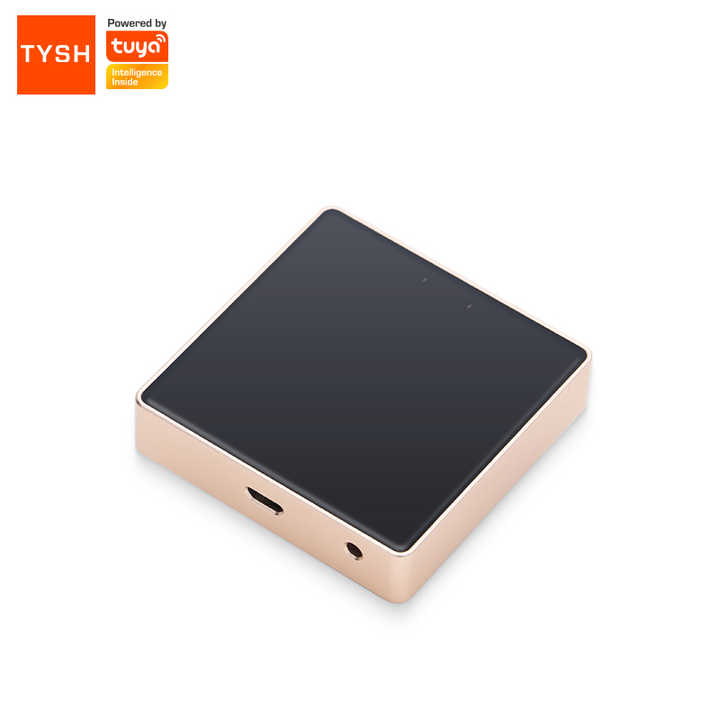 TYSH
Powered by
tuya
Intelligence
Inside